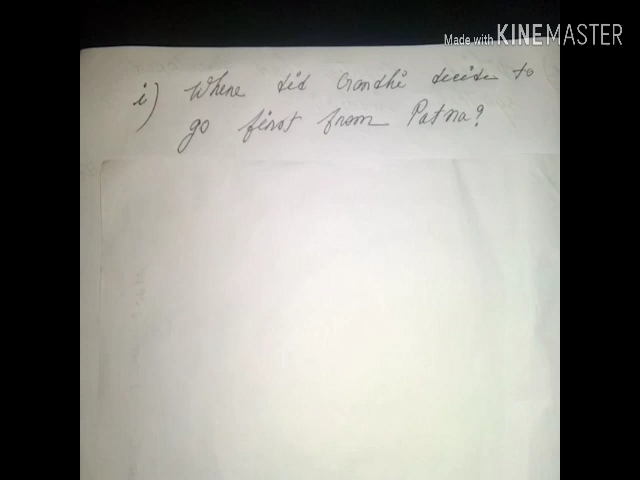 Made with KINEMASTER
i) Where did Gandhi decide to
go first from Patna?